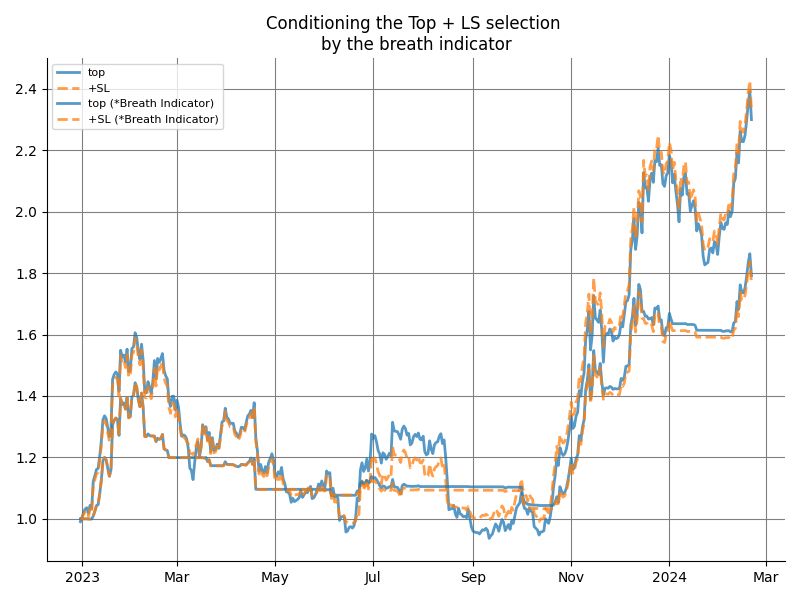 Conditioning the Top + LS selection
by the breath indicator
top
+SL
top (*Breath Indicator)
+SL (*Breath Indicator)
2.4
2.2
2.0
1.8
1.6
1.4
1.2
1.0
2023 Mar May Jul Sep Nov 2024 Mar